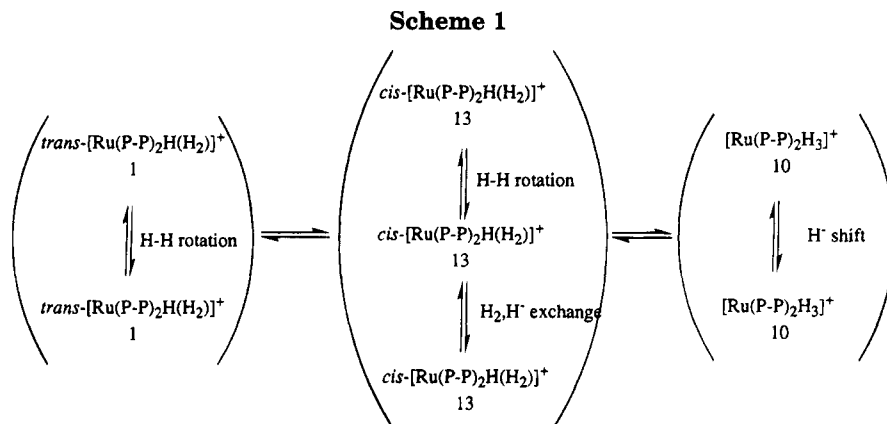 Scheme 1
trans-[Ru(P-P)₂H(H₂)]⁺
1
H-H rotation
trans-[Ru(P-P)₂H(H₂)]⁺
1
cis-[Ru(P-P)₂H(H₂)]⁺
13
H-H rotation
cis-[Ru(P-P)₂H(H₂)]⁺
13
H₂,H⁻ exchange
cis-[Ru(P-P)₂H(H₂)]⁺
13
[Ru(P-P)₂H₃]⁺
10
H⁻ shift
[Ru(P-P)₂H₃]⁺
10